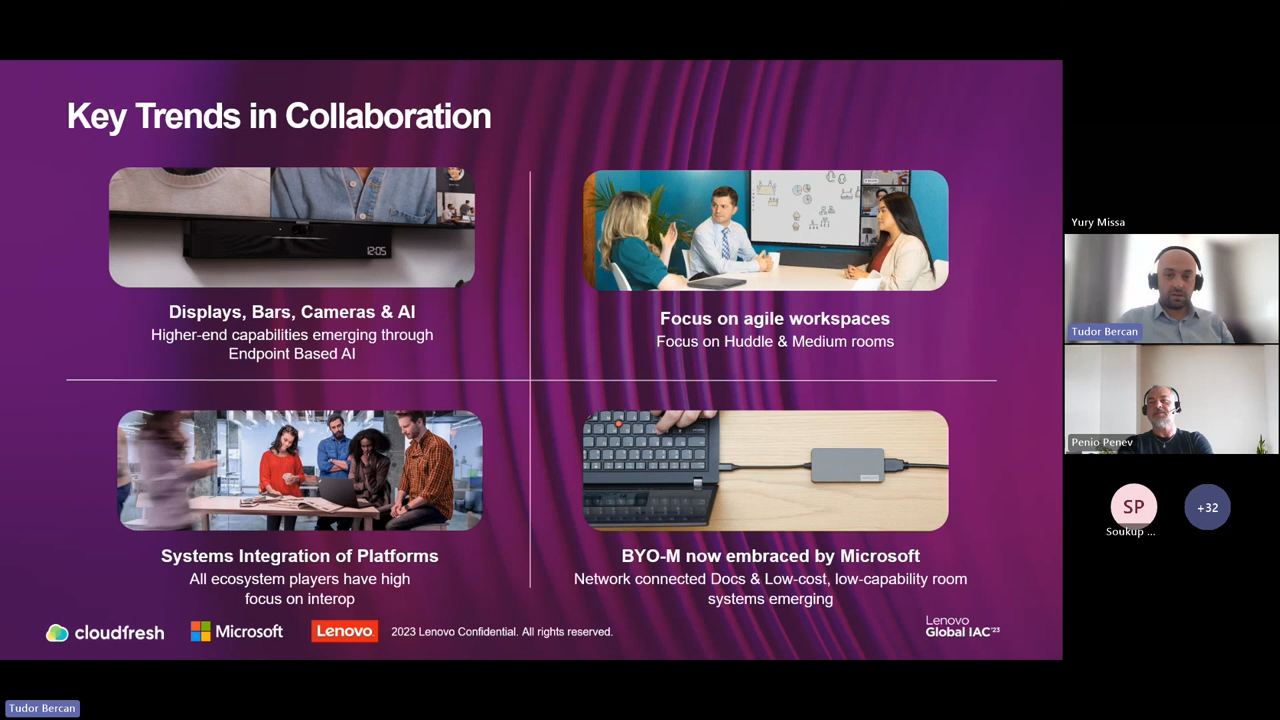 Key Trends in Collaboration
12:05
Displays, Bars, Cameras & AI
Higher-end capabilities emerging through
Endpoint Based AI
Focus on agile workspaces
Focus on Huddle & Medium rooms
Systems Integration of Platforms
All ecosystem players have high
focus on interop
BYO-M now embraced by Microsoft
Network connected Docs & Low-cost, low-capability room
systems emerging
cloudfresh
Microsoft
Lenovo
2023 Lenovo Confidential. All rights reserved.
Lenovo
Global IAC '23
Yury Missa
Tudor Bercan
Penio Penev
SP
Soukup ...
+32
Tudor Bercan